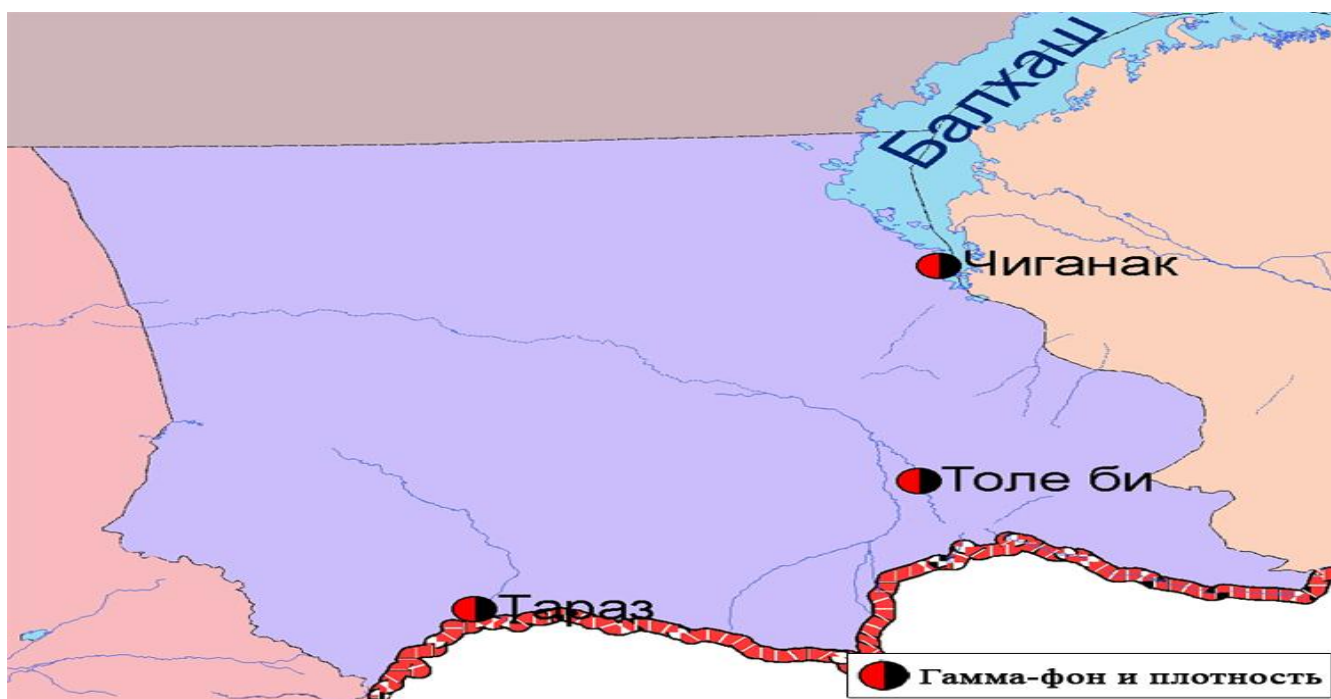 Балхаш
Чиганак
Толе би
Тараз
Гамма-фон и плотность